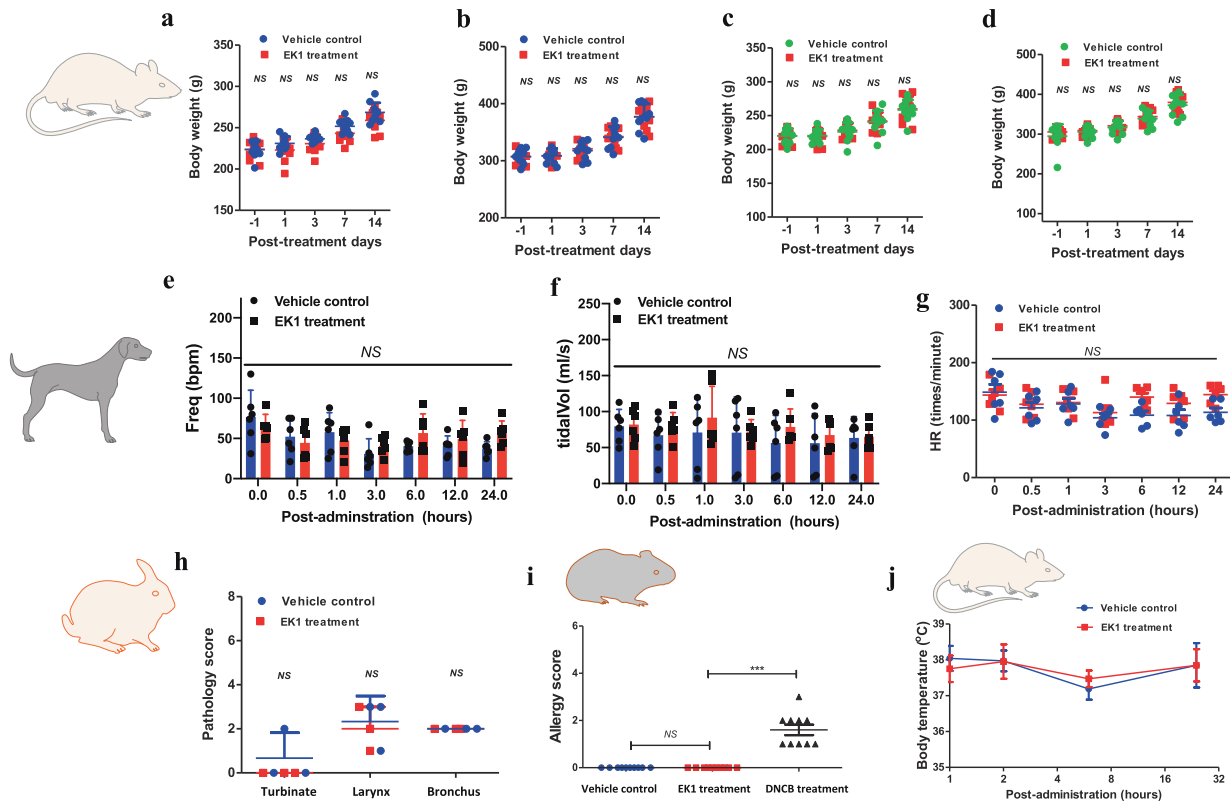 a
Vehicle control
EK1 treatment
NS NS NS NS NS
Body weight (g)
350
300
250
200
150
-1 1 3 7 14
Post-treatment days
b
Vehicle control
EK1 treatment
NS NS NS NS NS
Body weight (g)
500
400
300
200
-1 1 3 7 14
Post-treatment days
c
Vehicle control
EK1 treatment
NS NS NS NS NS
Body weight (g)
350
300
250
200
150
100
-1 1 3 7 14
Post-treatment days
d
Vehicle control
EK1 treatment
NS NS NS NS NS
Body weight (g)
500
400
300
200
100
-1 1 3 7 14
Post-treatment days
e
Vehicle control
EK1 treatment
NS
Freq (bpm)
200
150
100
50
0
0.0 0.5 1.0 3.0 6.0 12.0 24.0
Post-adminstration (hours)
f
Vehicle control
EK1 treatment
NS
tidalVol (ml/s)
250
200
150
100
50
0
0.0 0.5 1.0 3.0 6.0 12.0 24.0
Post-adminstration (hours)
g
Vehicle control
EK1 treatment
NS
HR (times/minute)
300
200
150
100
0
0 0.5 1 3 6 12 24
Post-administration (hours)
h
Vehicle control
EK1 treatment
NS NS NS
Pathology score
8
6
4
2
0
Turbinate Larynx Bronchus
i
Allergy score
6
4
2
0
***
NS
Vehicle control EK1 treatment DNCB treatment
j
Vehicle control
EK1 treatment
Body temperature (°C)
39
38
37
35
1 2 4 8 16 32
Post-administration (hours)